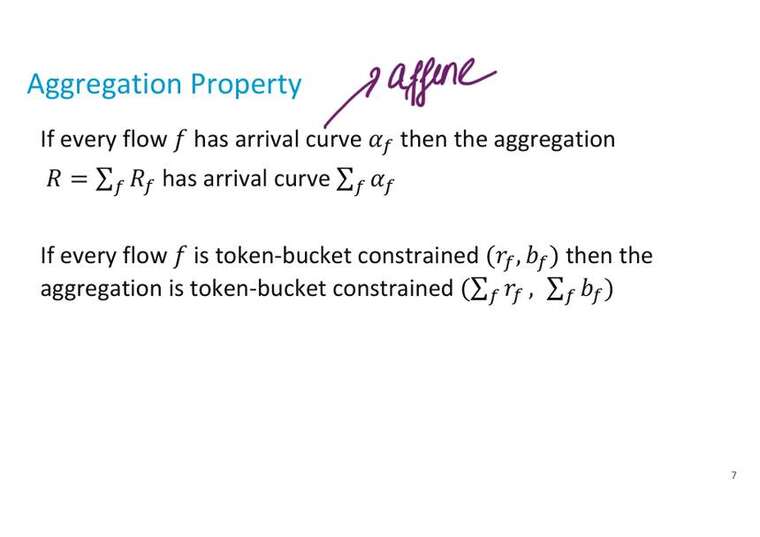 affine
Aggregation Property
If every flow 𝑓 has arrival curve 𝛼_𝑓 then the aggregation
𝑅 = ∑_𝑓 𝑅_𝑓 has arrival curve ∑_𝑓 𝛼_𝑓
If every flow 𝑓 is token-bucket constrained (𝑟_𝑓, 𝑏_𝑓) then the
aggregation is token-bucket constrained (∑_𝑓 𝑟_𝑓 , ∑_𝑓 𝑏_𝑓)
7